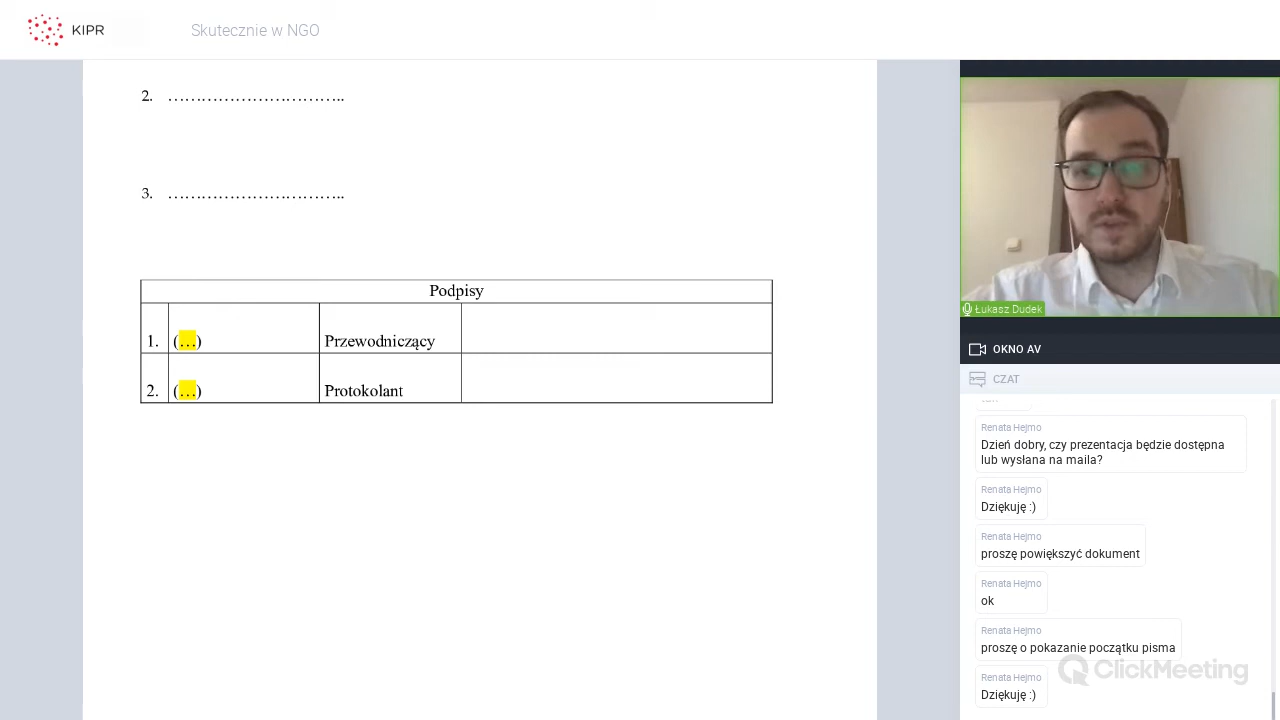 KIPR
Skutecznie w NGO
2. …………………………..
3. …………………………..
Podpisy
1. (…) Przewodniczący
2. (…) Protokolant
Łukasz Dudek
OKNO AV
CZAT
Renata Hejmo
Dzień dobry, czy prezentacja będzie dostępna
lub wysłana na maila?
Renata Hejmo
Dziękuję :)
Renata Hejmo
proszę powiększyć dokument
Renata Hejmo
ok
Renata Hejmo
proszę o pokazanie początku pisma
ClickMeeting
Renata Hejmo
Dziękuję :)